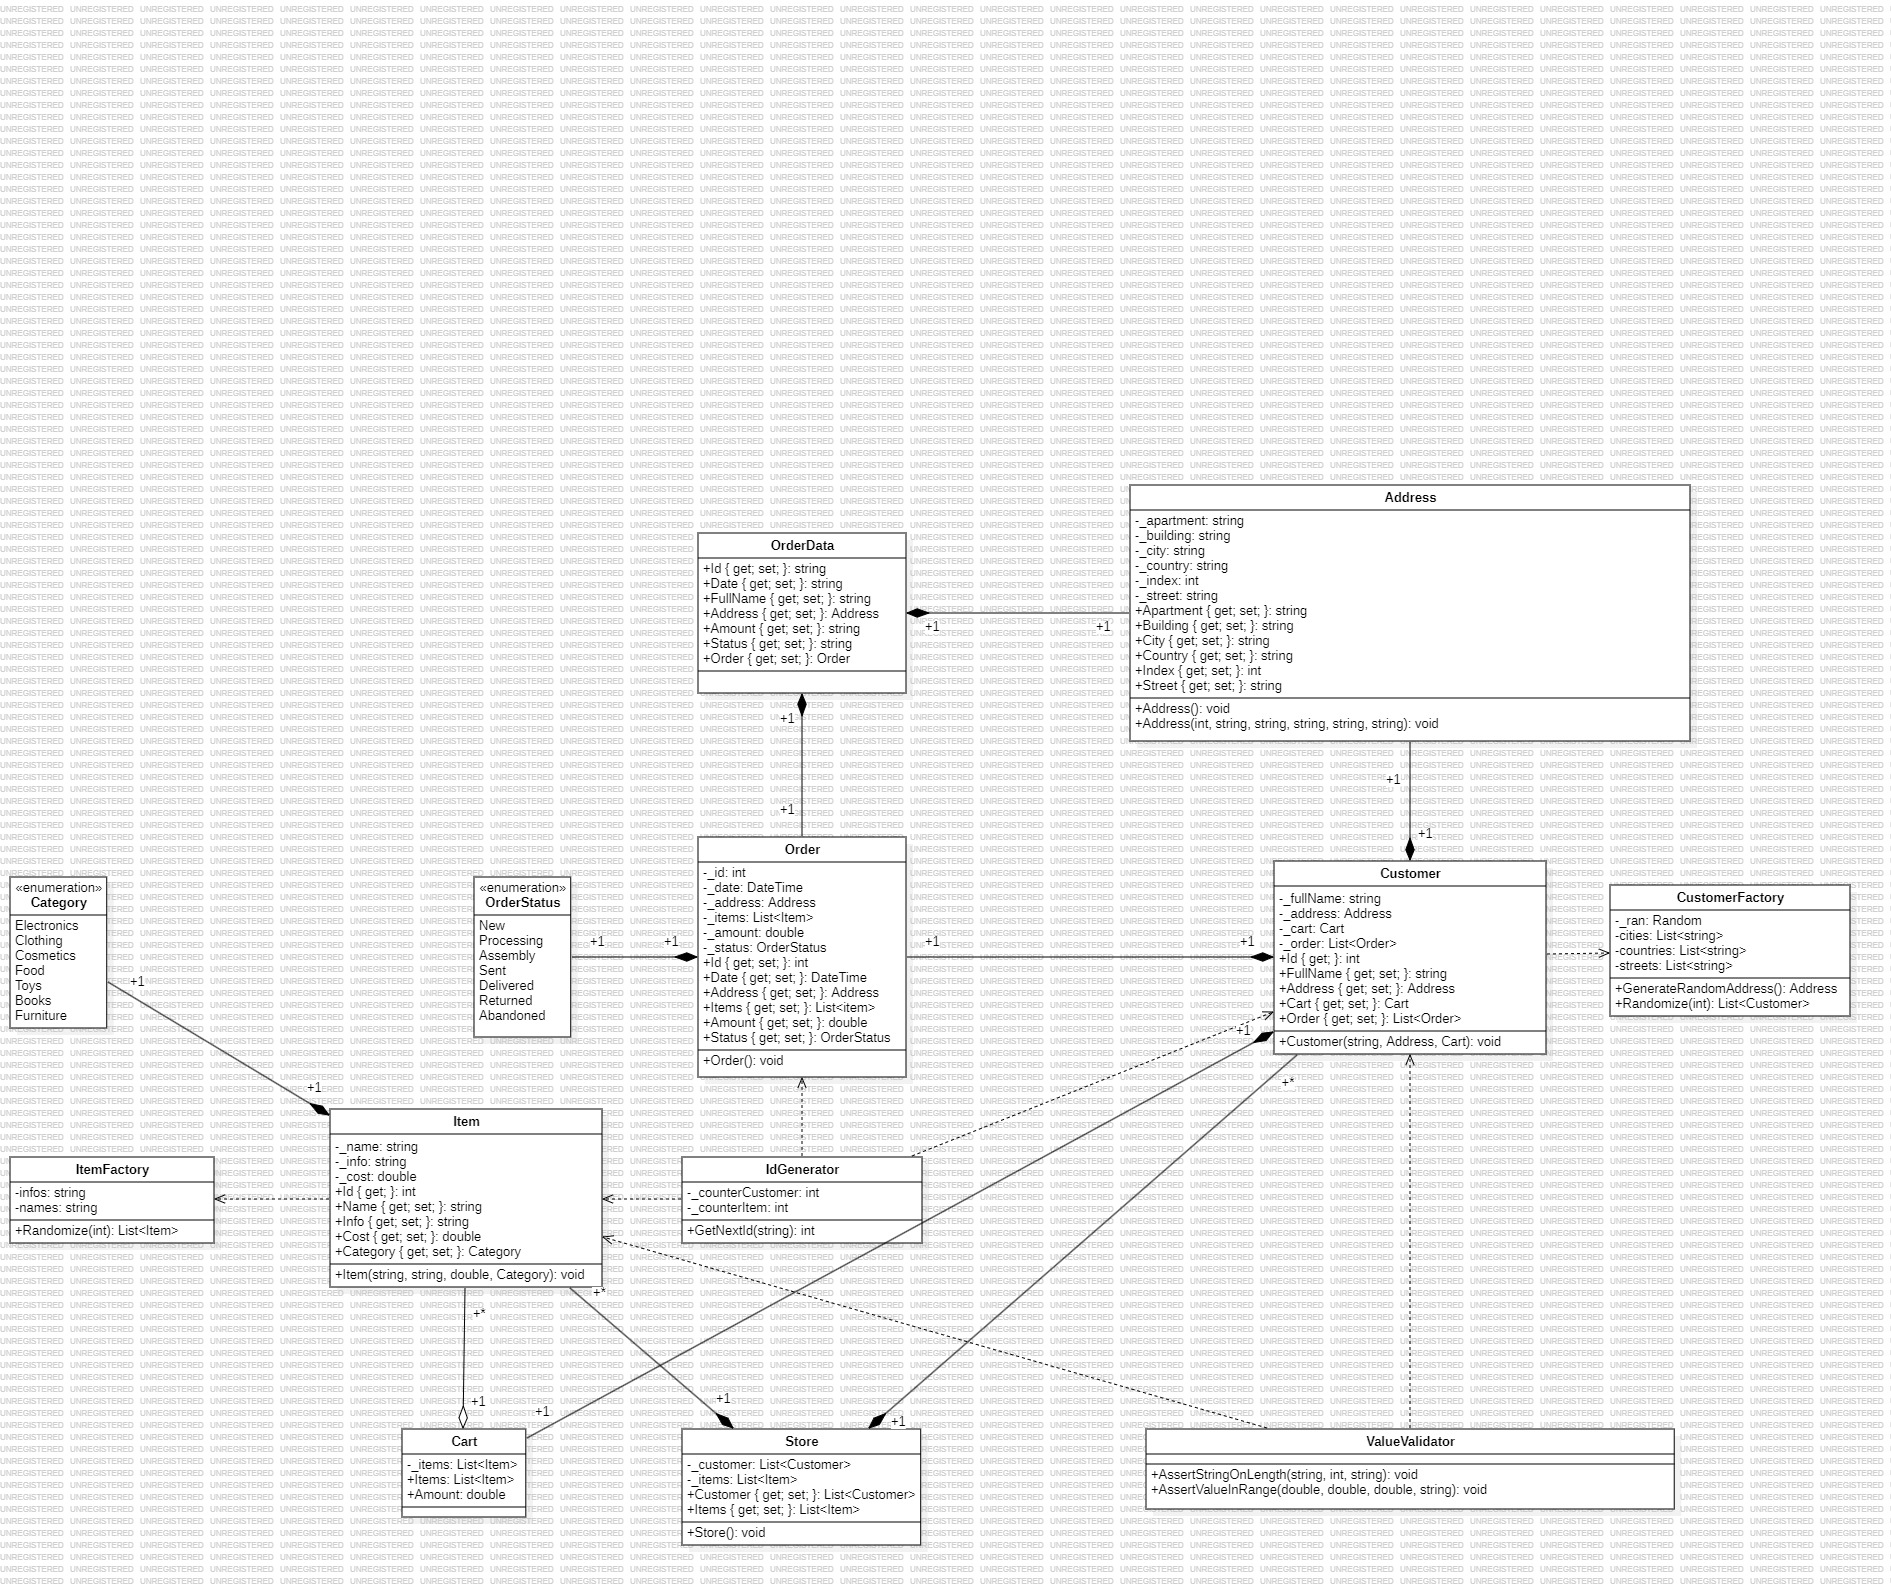 OrderData
+Id { get; set; }: string
+Date { get; set; }: string
+FullName { get; set; }: string
+Address { get; set; }: Address
+Amount { get; set; }: string
+Status { get; set; }: string
+Order { get; set; }: Order
Address
-_apartment: string
-_building: string
-_city: string
-_country: string
-_index: int
-_street: string
+Apartment { get; set; }: string
+Building { get; set; }: string
+City { get; set; }: string
+Country { get; set; }: string
+Index { get; set; }: int
+Street { get; set; }: string
+Address(): void
+Address(int, string, string, string, string, string): void
+1
+1
+1
+1
+1
+1
«enumeration»
Category
Electronics
Clothing
Cosmetics
Food
Toys
Books
Furniture
+1
+1
«enumeration»
OrderStatus
New
Processing
Assembly
Sent
Delivered
Returned
Abandoned
+1
+1
Order
-_id: int
-_date: DateTime
-_address: Address
-_items: List<Item>
-_amount: double
-_status: OrderStatus
+Id { get; set; }: int
+Date { get; set; }: DateTime
+Address { get; set; }: Address
+Items { get; set; }: List<item>
+Amount { get; set; }: double
+Status { get; set; }: OrderStatus
+Order(): void
+1
+1
Customer
-_fullName: string
-_address: Address
-_cart: Cart
-_order: List<Order>
+Id { get; }: int
+FullName { get; set; }: string
+Address { get; set; }: Address
+Cart { get; set; }: Cart
+Order { get; set; }: List<Order>
+Customer(string, Address, Cart): void
+1
+*
CustomerFactory
-_ran: Random
-cities: List<string>
-countries: List<string>
-streets: List<string>
+GenerateRandomAddress(): Address
+Randomize(int): List<Customer>
ItemFactory
-infos: string
-names: string
+Randomize(int): List<Item>
Item
-_name: string
-_info: string
-_cost: double
+Id { get; }: int
+Name { get; set; }: string
+Info { get; set; }: string
+Cost { get; set; }: double
+Category { get; set; }: Category
+Item(string, string, double, Category): void
IdGenerator
-_counterCustomer: int
-_counterItem: int
+GetNextId(string): int
+*
+*
+1
+1
+1
+1
Cart
-_items: List<Item>
+Items: List<Item>
+Amount: double
Store
-_customer: List<Customer>
-_items: List<Item>
+Customer { get; set; }: List<Customer>
+Items { get; set; }: List<Item>
+Store(): void
ValueValidator
+AssertStringOnLength(string, int, string): void
+AssertValueInRange(double, double, double, string): void
UNREGISTERED